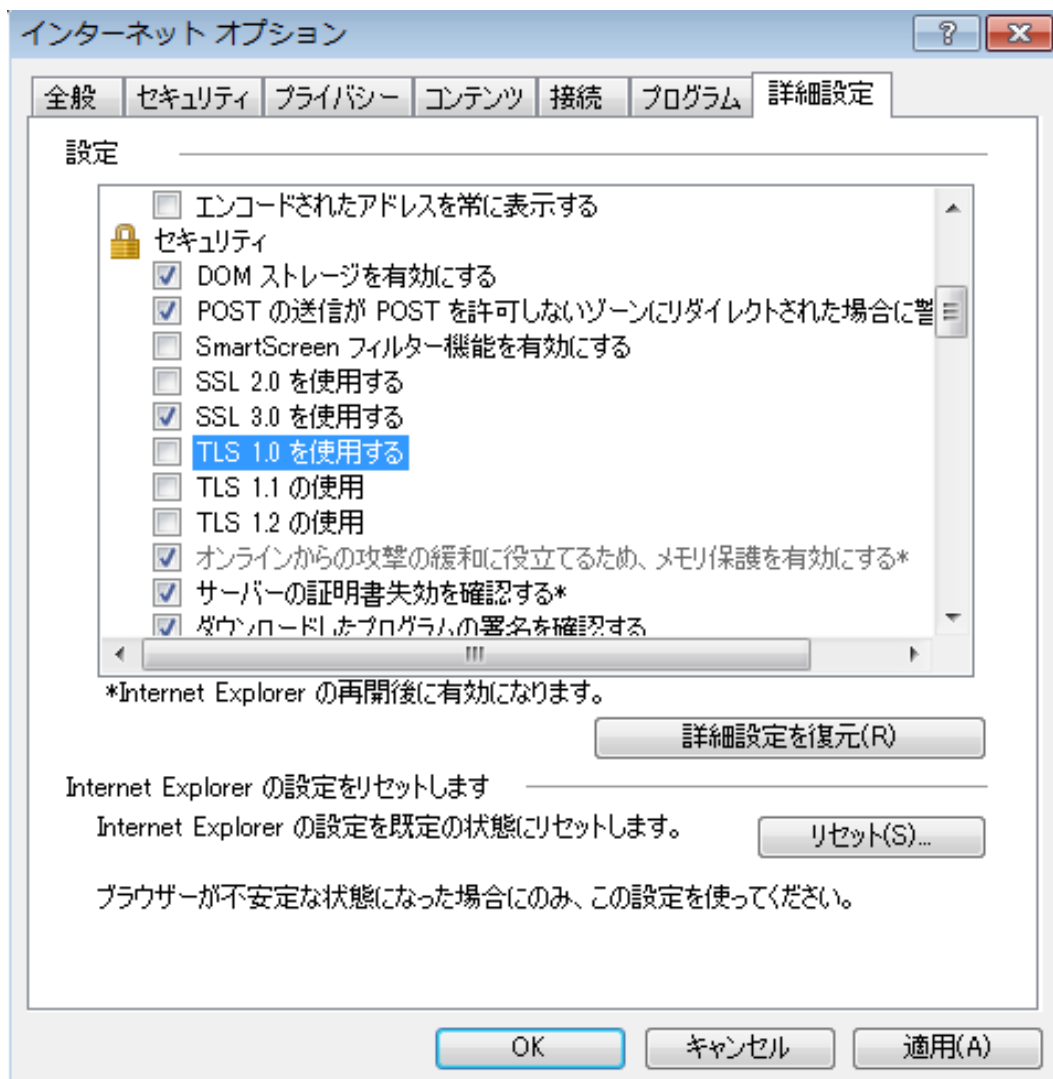 インターネット オプション
全般 セキュリティ プライバシー コンテンツ 接続 プログラム 詳細設定
設定
エンコードされたアドレスを常に表示する
セキュリティ
DOM ストレージを有効にする
POST の送信が POST を許可しないゾーンにリダイレクトされた場合に警
SmartScreen フィルター機能を有効にする
SSL 2.0 を使用する
SSL 3.0 を使用する
TLS 1.0 を使用する
TLS 1.1 の使用
TLS 1.2 の使用
オンラインからの攻撃の緩和に役立てるため、メモリ保護を有効にする*
サーバーの証明書失効を確認する*
ダウンロードしたプログラムの署名を確認する
*Internet Explorer の再開後に有効になります。
詳細設定を復元(R)
Internet Explorer の設定をリセットします
Internet Explorer の設定を既定の状態にリセットします。
リセット(S)...
ブラウザーが不安定な状態になった場合にのみ、この設定を使ってください。
OK キャンセル 適用(A)